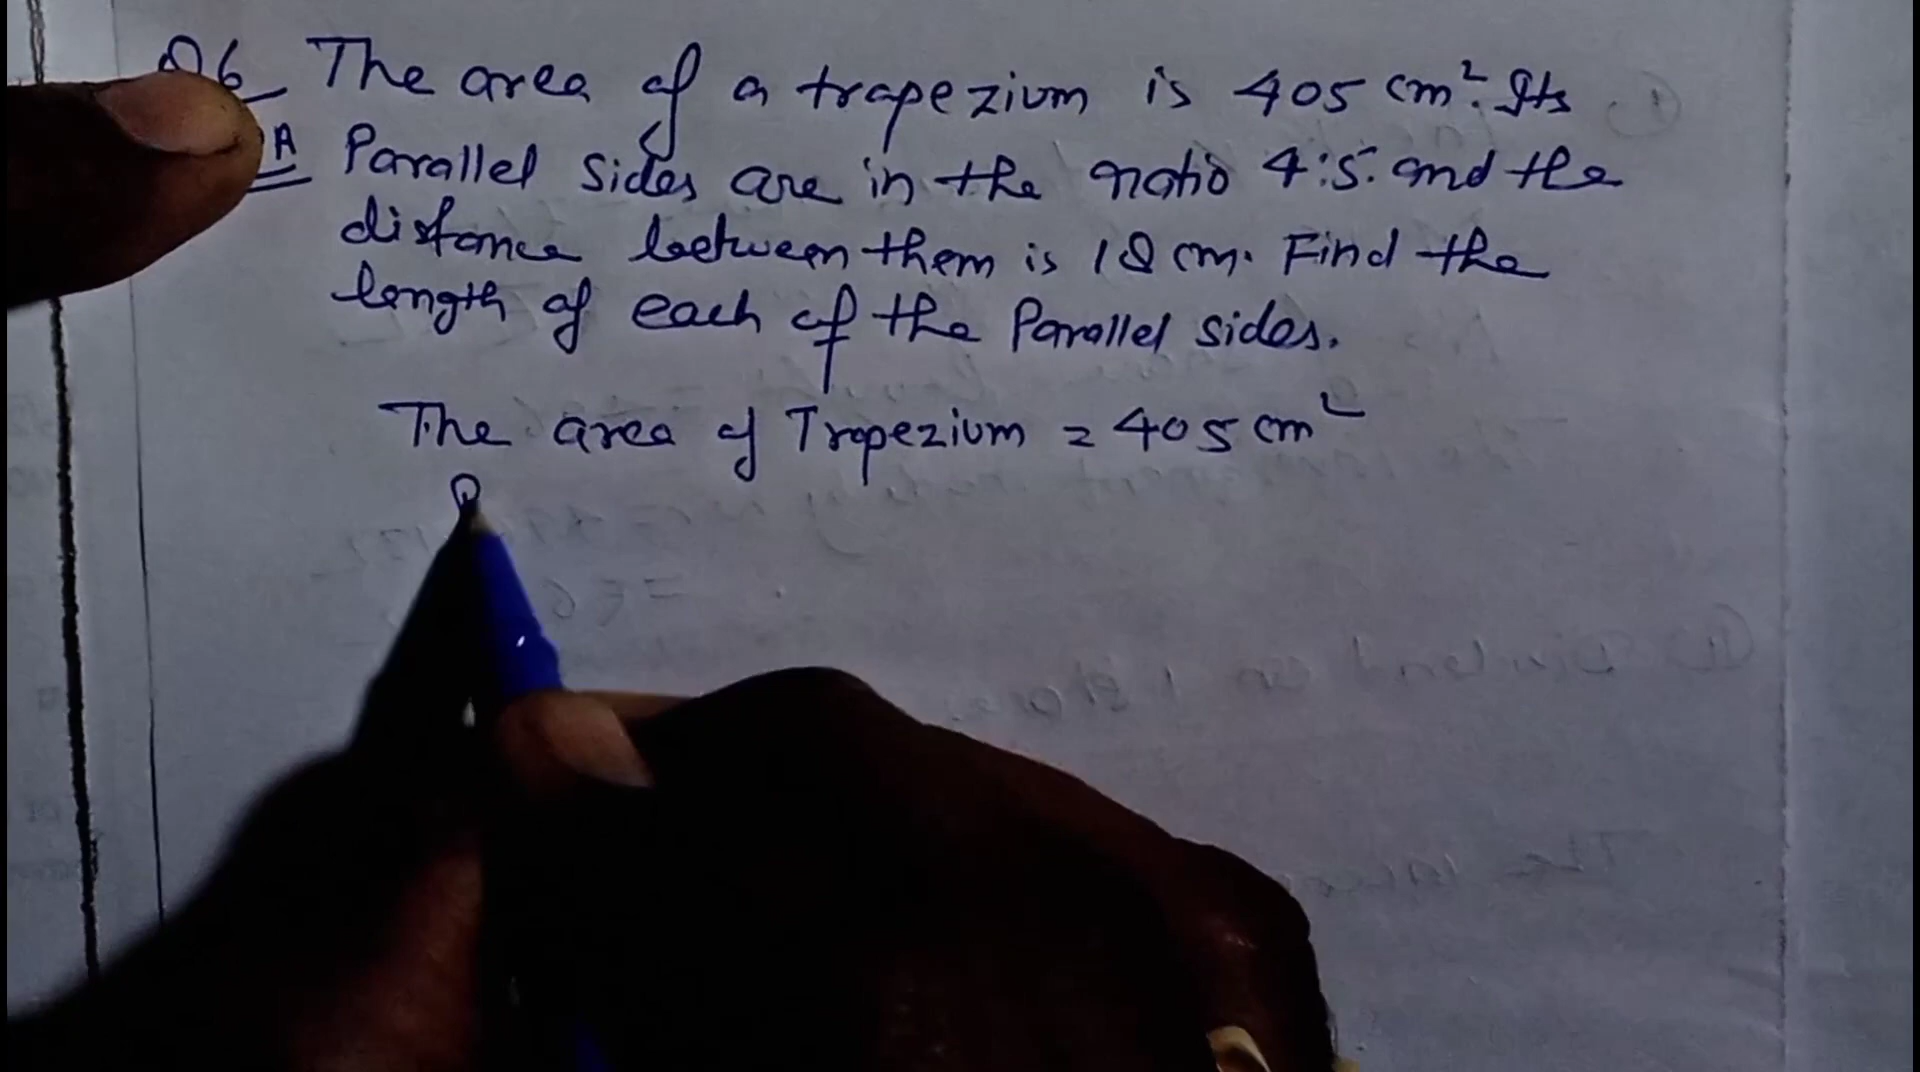 Q6 The area of a trapezium is 405 cm². Its
A Parallel sides are in the ratio 4:5. and the
distance between them is 18 cm. Find the
length of each of the Parallel sides.
The area of Trapezium = 405 cm²